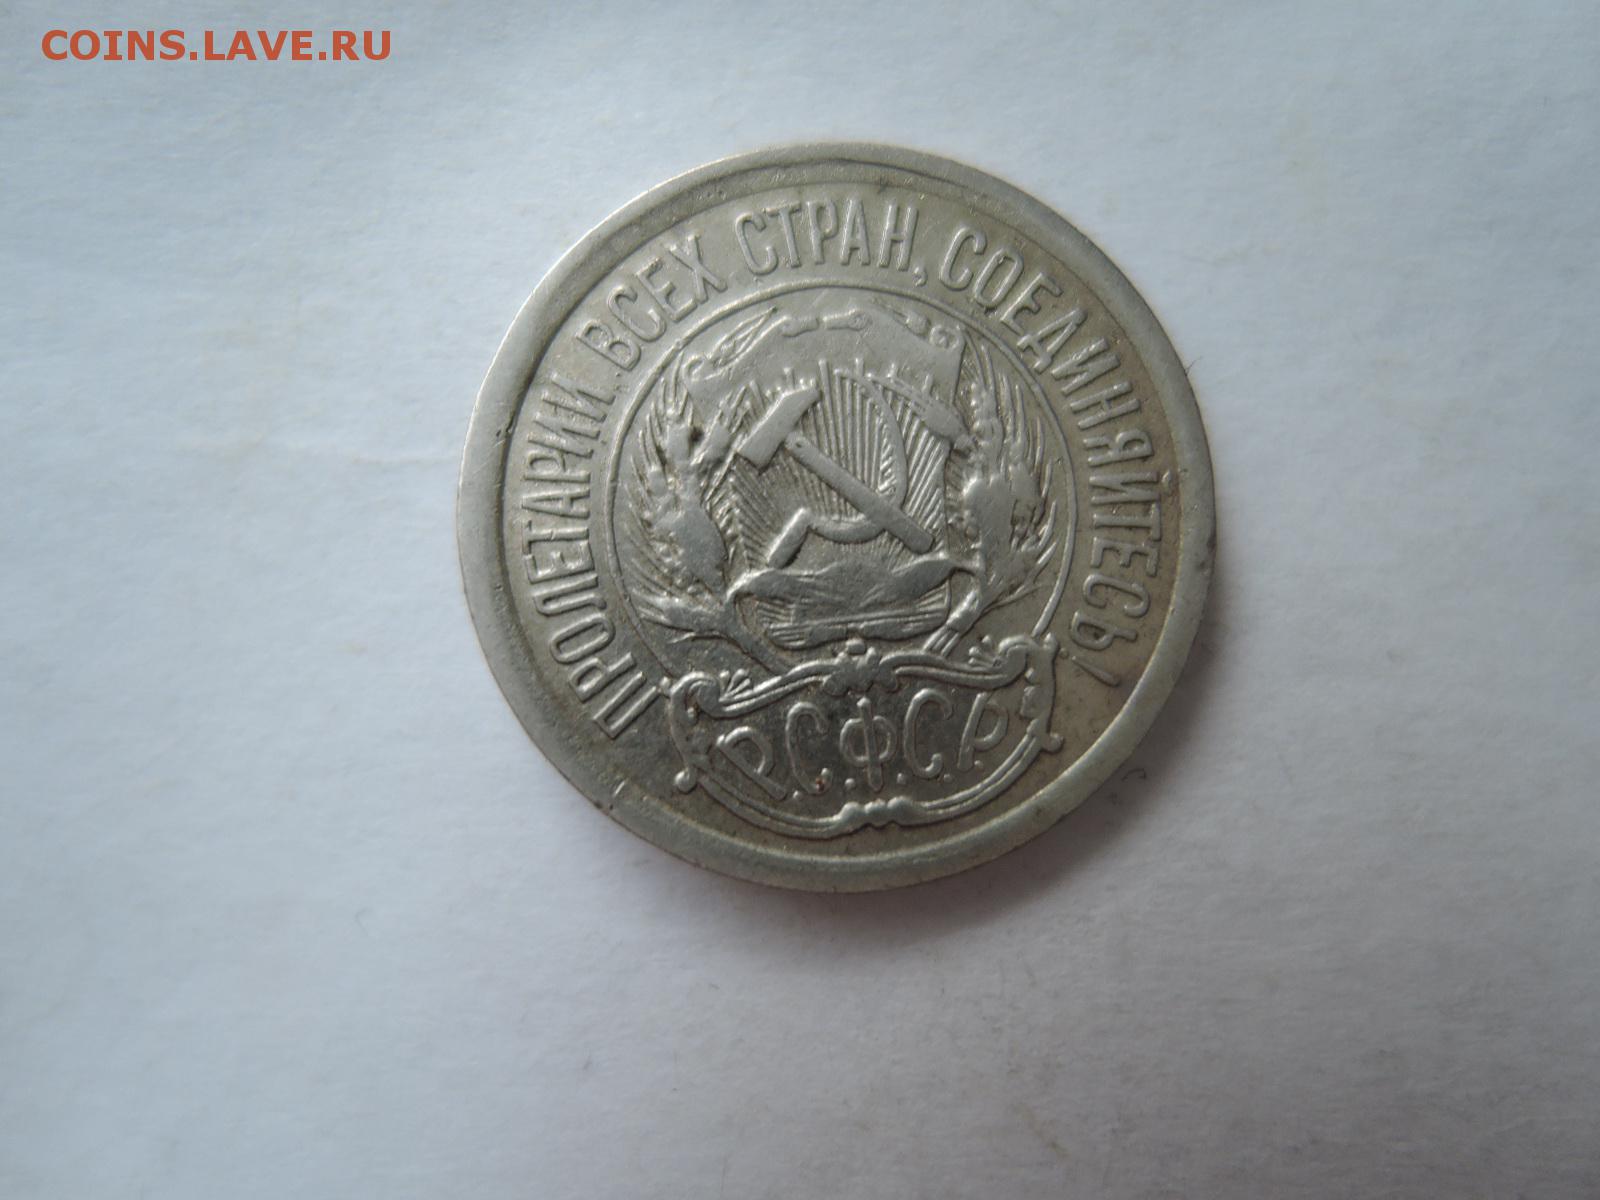 COINS.LAVE.RU
ПРОЛЕТАРИИ ВСЕХ СТРАН, СОЕДИНЯЙТЕСЬ!
Р.С.Ф.С.Р.